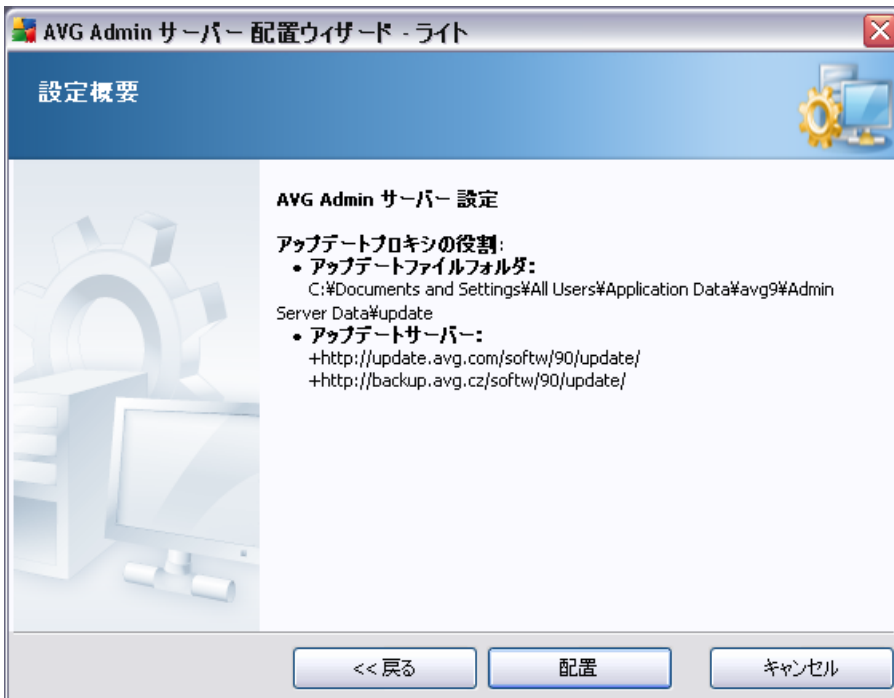 AVG Admin サーバー 配置ウィザード - ライト
設定概要
AVG Admin サーバー 設定
アップデートプロキシの役割:
• アップデートファイルフォルダ:
C:¥Documents and Settings¥All Users¥Application Data¥avg9¥Admin
Server Data¥update
• アップデートサーバー:
+http://update.avg.com/softw/90/update/
+http://backup.avg.cz/softw/90/update/
<< 戻る
配置
キャンセル